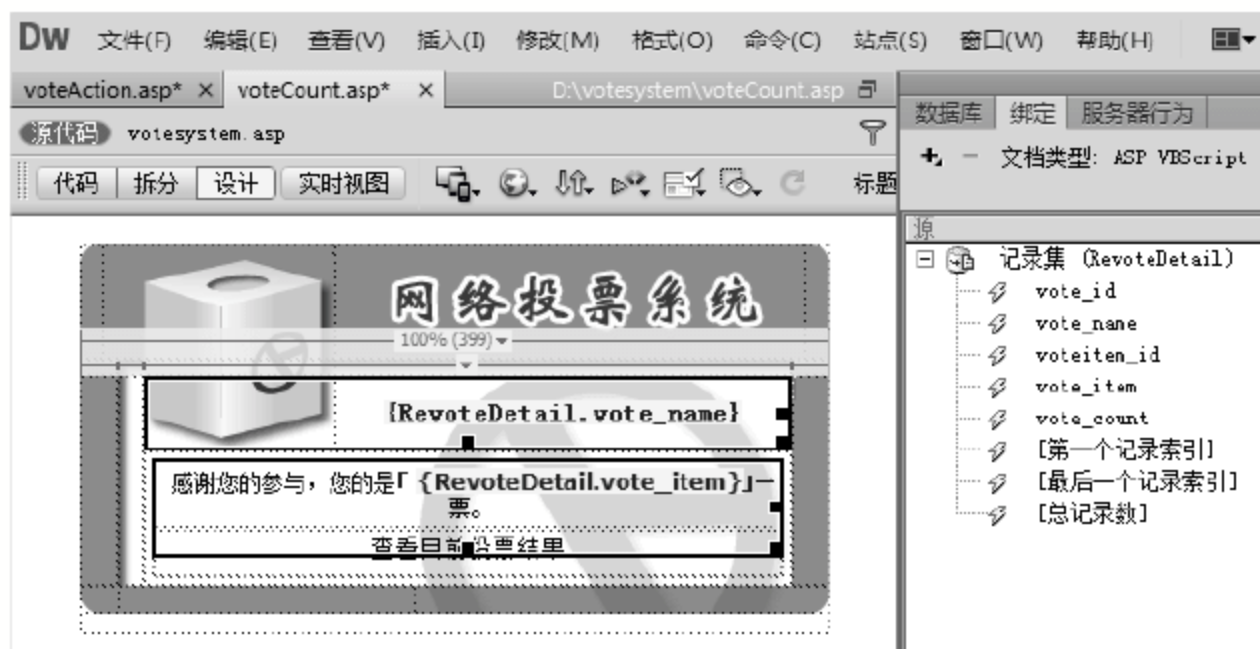 Dw 文件(F) 编辑(E) 查看(V) 插入(I) 修改(M) 格式(O) 命令(C) 站点(S) 窗口(W) 帮助(H)
voteAction.asp* × voteCount.asp* × D:\votesystem\voteCount.asp
源代码 votesystem.asp
代码 拆分 设计 实时视图 标题
网络投票系统
100% (399)
{RevoteDetail.vote_name}
感谢您的参与，您的是「{RevoteDetail.vote_item}」一
票。
查看目前投票结果
数据库 绑定 服务器行为
文档类型: ASP VBScript
源
记录集 (RevoteDetail)
vote_id
vote_name
voteitem_id
vote_item
vote_count
[第一个记录索引]
[最后一个记录索引]
[总记录数]